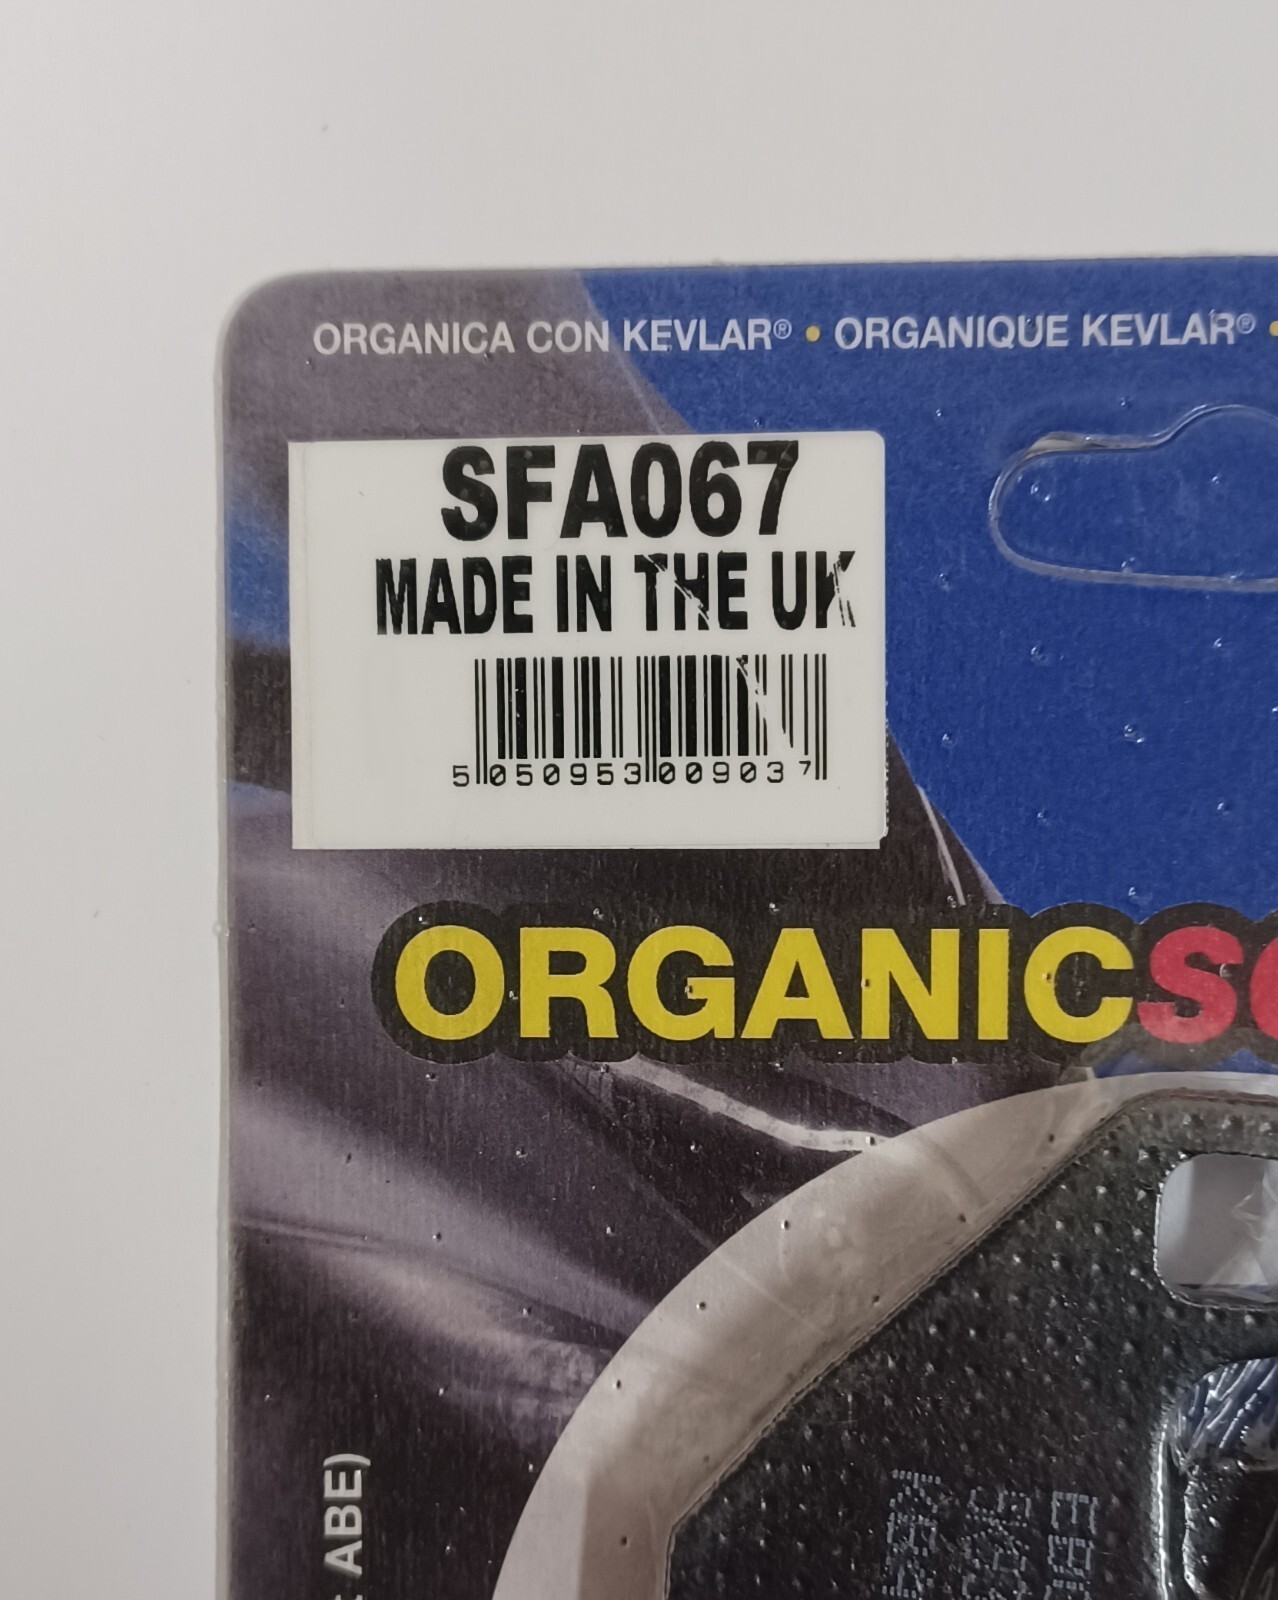 ORGANICA CON KEVLAR® • ORGANIQUE KEVLAR® •
SFA067
MADE IN THE UK
5 050953 009037
ORGANIC
ABE)